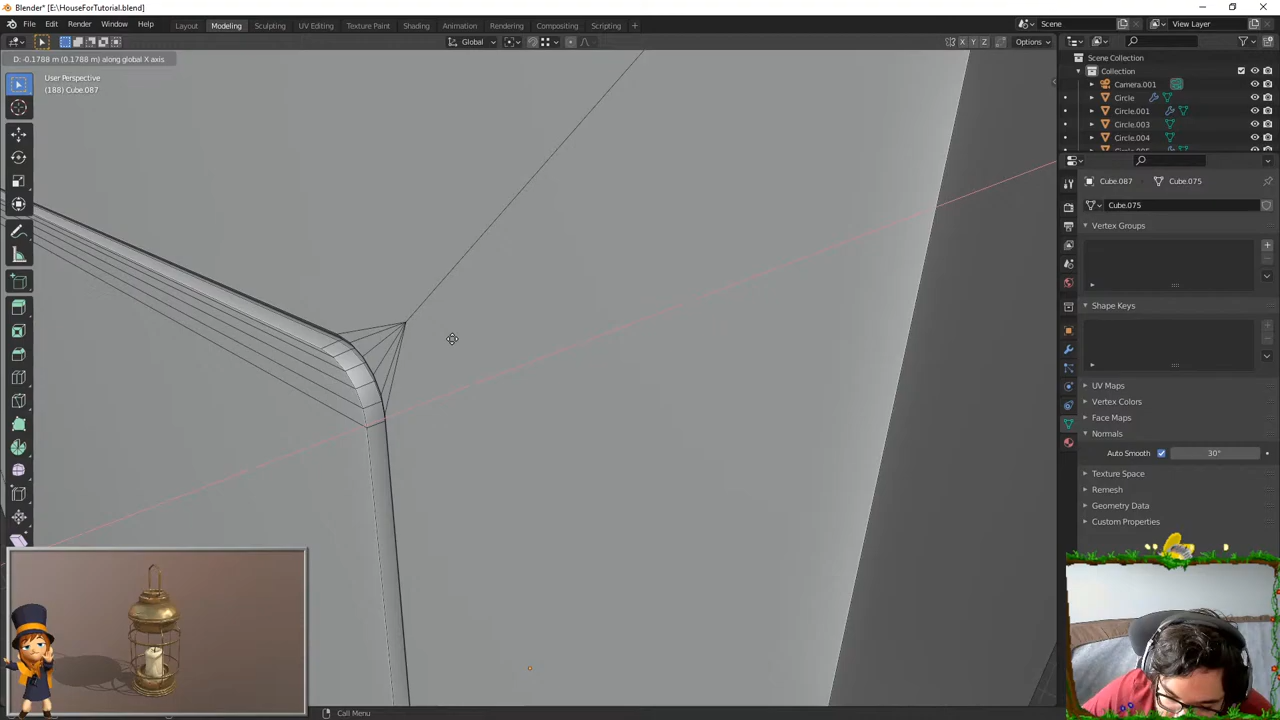 Blender* [E:\HouseForTutorial.blend]
File Edit Render Window Help
Layout Modeling Sculpting UV Editing Texture Paint Shading Animation Rendering Compositing Scripting +
Scene
View Layer
Global
X Y Z
Options
D: -0.1788 m (0.1788 m) along global X axis
User Perspective
(188) Cube.087
Scene Collection
Collection
Camera.001
Circle
Circle.001
Circle.003
Circle.004
Cube.087
Cube.075
Cube.075
Vertex Groups
Shape Keys
UV Maps
Vertex Colors
Face Maps
Normals
Auto Smooth
30°
Texture Space
Remesh
Geometry Data
Custom Properties
Call Menu